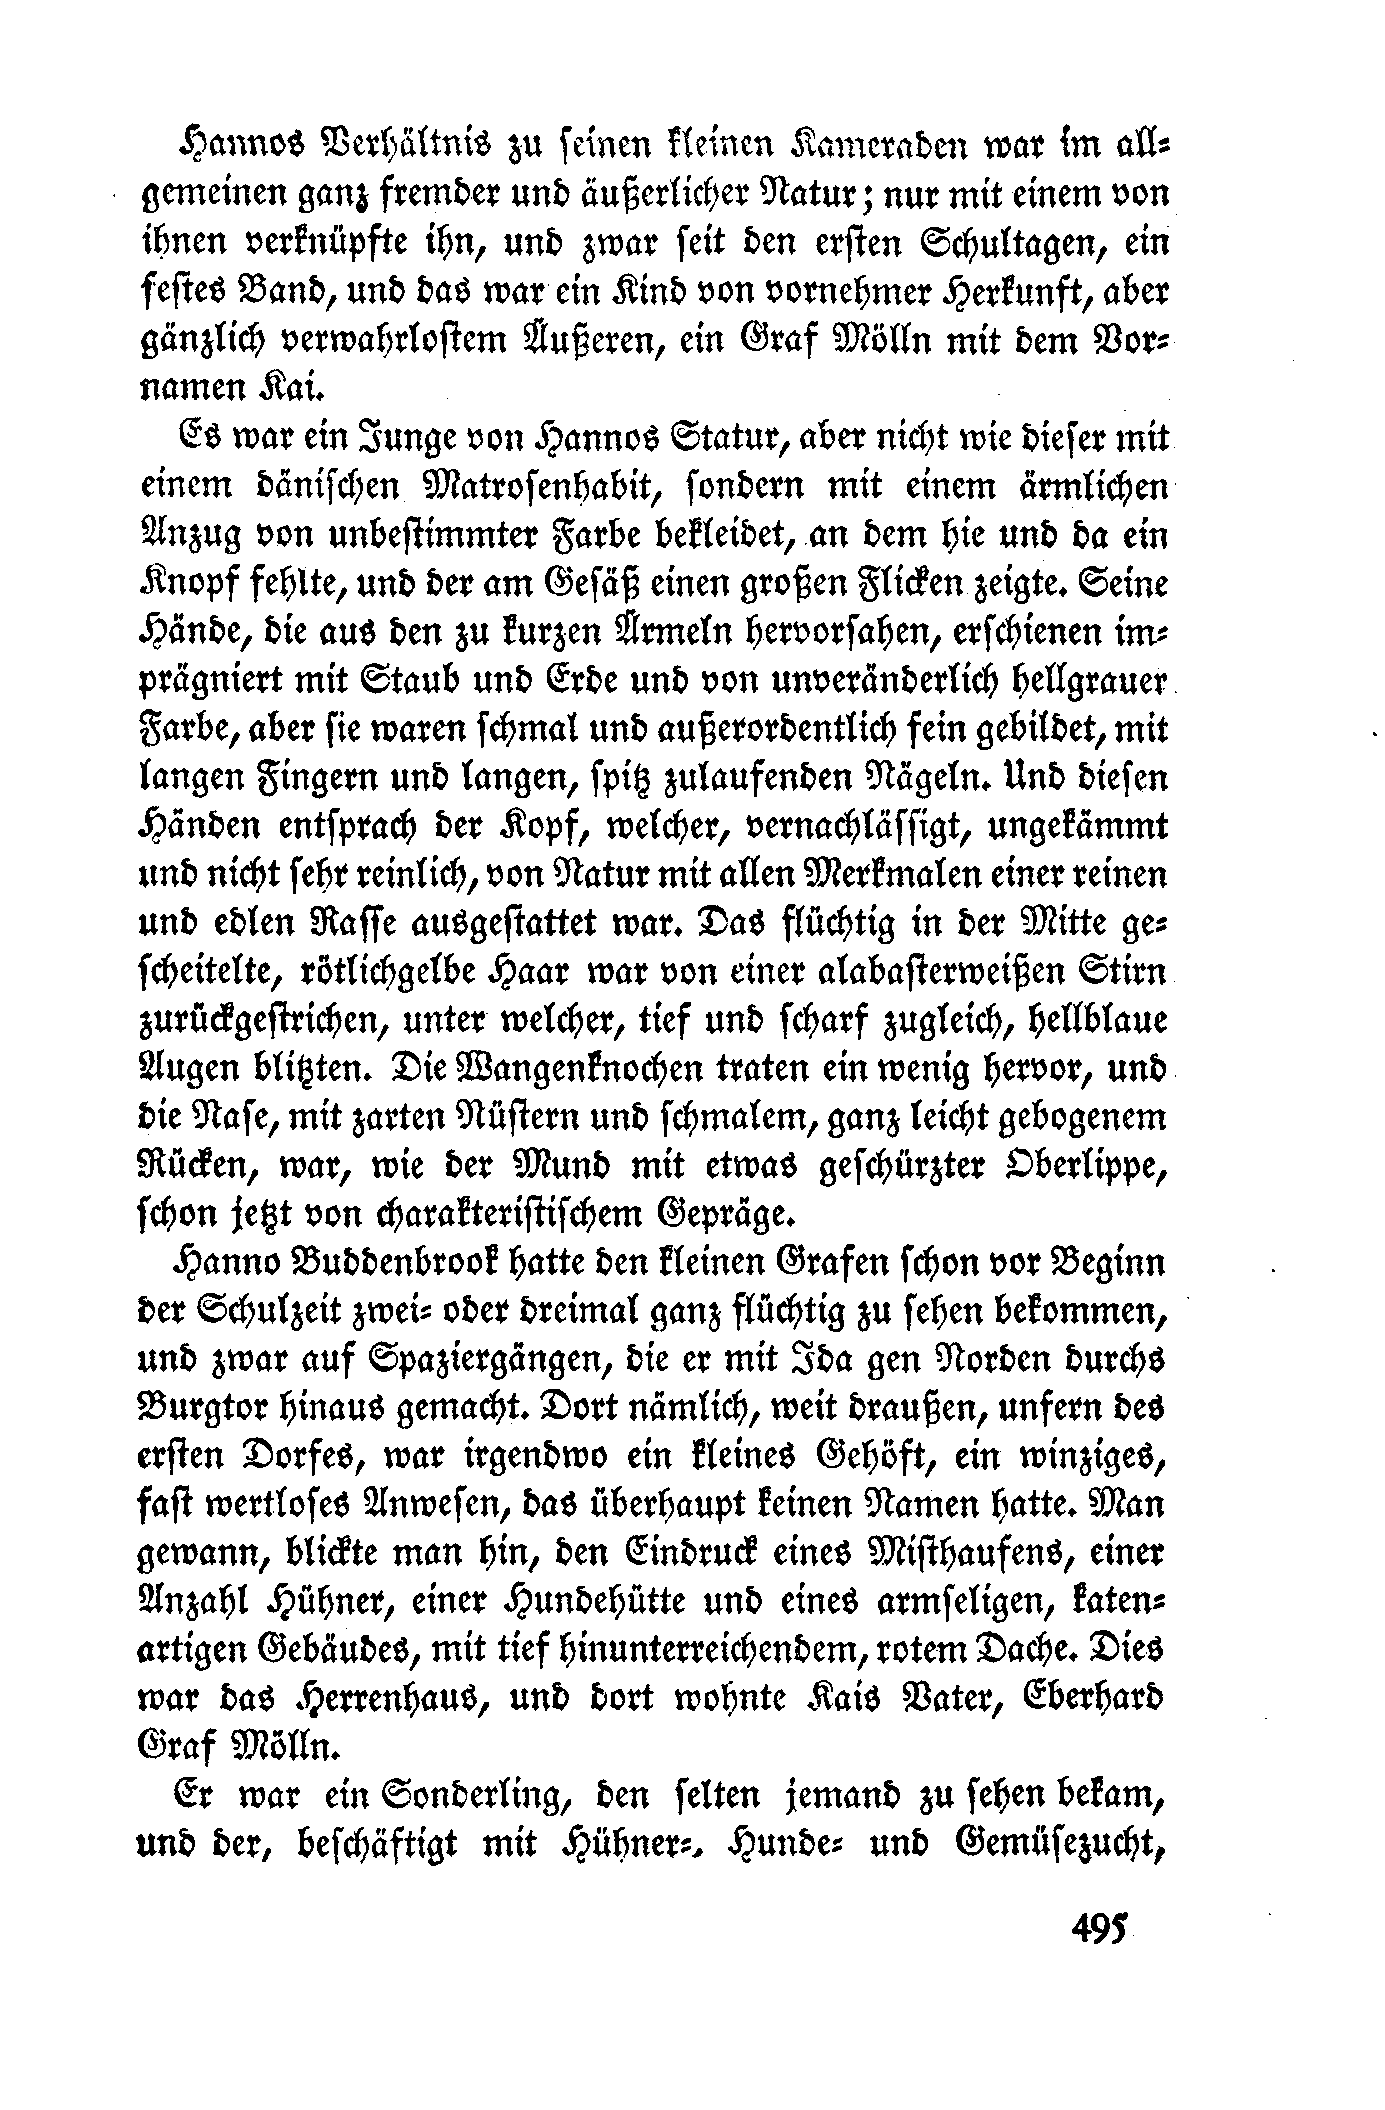 Hannos Verhältnis zu seinen kleinen Kameraden war im all-
gemeinen ganz fremder und äußerlicher Natur; nur mit einem von
ihnen verknüpfte ihn, und zwar seit den ersten Schultagen, ein
festes Band, und das war ein Kind von vornehmer Herkunft, aber
gänzlich verwahrlostem Äußeren, ein Graf Mölln mit dem Vor-
namen Kai.
Es war ein Junge von Hannos Statur, aber nicht wie dieser mit
einem dänischen Matrosenhabit, sondern mit einem ärmlichen
Anzug von unbestimmter Farbe bekleidet, an dem hie und da ein
Knopf fehlte, und der am Gesäß einen großen Flicken zeigte. Seine
Hände, die aus den zu kurzen Ärmeln hervorsahen, erschienen im-
prägniert mit Staub und Erde und von unveränderlich hellgrauer
Farbe, aber sie waren schmal und außerordentlich fein gebildet, mit
langen Fingern und langen, spitz zulaufenden Nägeln. Und diesen
Händen entsprach der Kopf, welcher, vernachlässigt, ungekämmt
und nicht sehr reinlich, von Natur mit allen Merkmalen einer reinen
und edlen Rasse ausgestattet war. Das flüchtig in der Mitte ge-
scheitelte, rötlichgelbe Haar war von einer alabasterweißen Stirn
zurückgestrichen, unter welcher, tief und scharf zugleich, hellblaue
Augen blitzten. Die Wangenknochen traten ein wenig hervor, und
die Nase, mit zarten Nüstern und schmalem, ganz leicht gebogenem
Rücken, war, wie der Mund mit etwas geschürzter Oberlippe,
schon jetzt von charakteristischem Gepräge.
Hanno Buddenbrook hatte den kleinen Grafen schon vor Beginn
der Schulzeit zwei- oder dreimal ganz flüchtig zu sehen bekommen,
und zwar auf Spaziergängen, die er mit Ida gen Norden durchs
Burgtor hinaus gemacht. Dort nämlich, weit draußen, unfern des
ersten Dorfes, war irgendwo ein kleines Gehöft, ein winziges,
fast wertloses Anwesen, das überhaupt keinen Namen hatte. Man
gewann, blickte man hin, den Eindruck eines Misthaufens, einer
Anzahl Hühner, einer Hundehütte und eines armseligen, katen-
artigen Gebäudes, mit tief hinunterreichendem, rotem Dache. Dies
war das Herrenhaus, und dort wohnte Kais Vater, Eberhard
Graf Mölln.
Er war ein Sonderling, den selten jemand zu sehen bekam,
und der, beschäftigt mit Hühner-, Hunde- und Gemüsezucht,
495